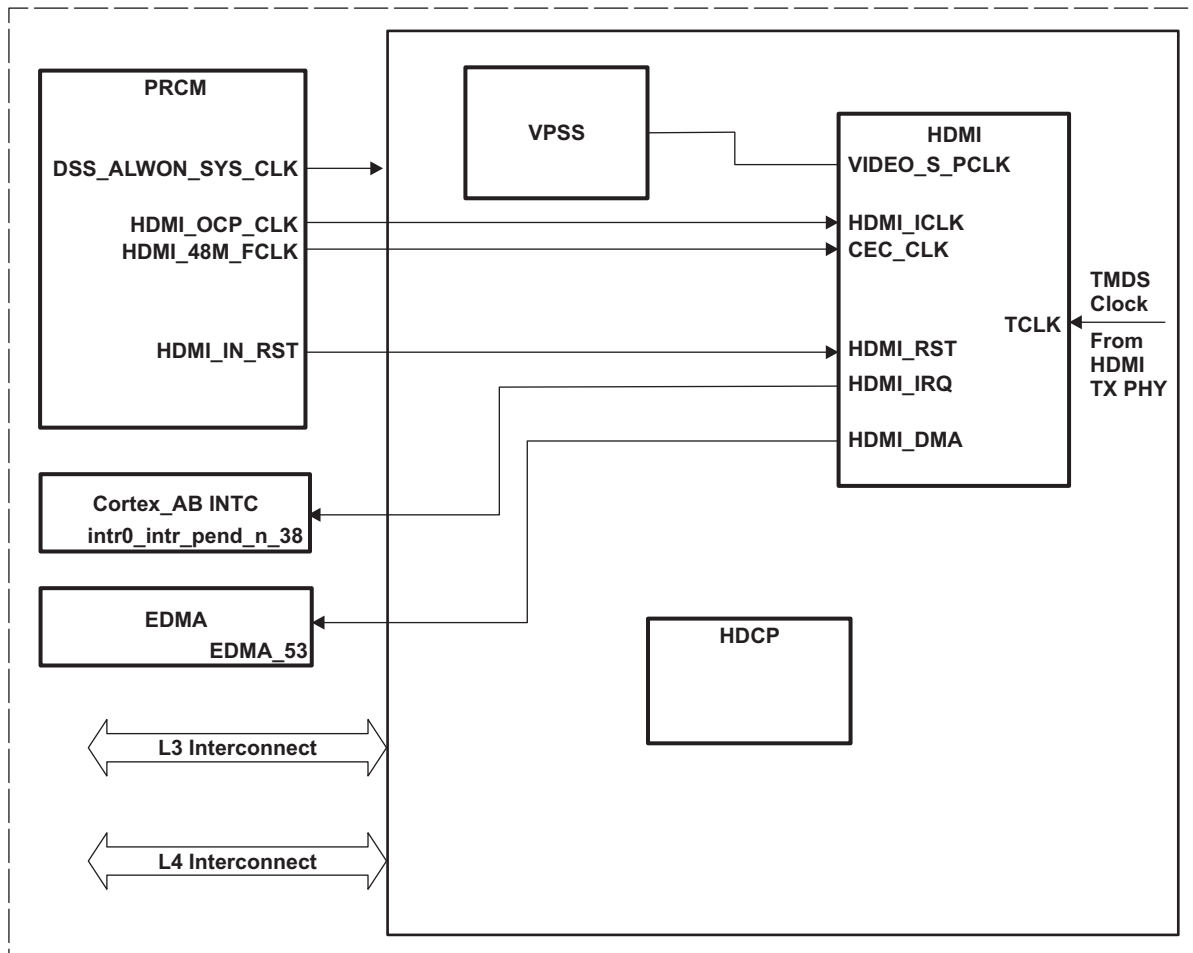 PRCM
DSS_ALWON_SYS_CLK
HDMI_OCP_CLK
HDMI_48M_FCLK
HDMI_IN_RST
VPSS
HDMI
VIDEO_S_PCLK
HDMI_ICLK
CEC_CLK
TCLK
HDMI_RST
HDMI_IRQ
HDMI_DMA
TMDS
Clock
From
HDMI
TX PHY
Cortex_AB INTC
intr0_intr_pend_n_38
EDMA
EDMA_53
HDCP
L3 Interconnect
L4 Interconnect